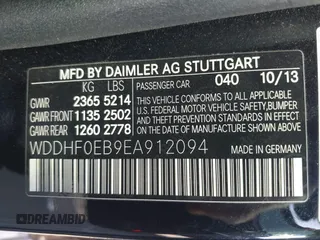 MFD BY DAIMLER AG STUTTGART
KG LBS PASSENGER CAR 040 10/13
GVWR 2365 5214 THIS VEHICLE CONFORMS TO ALL APPLICABLE
GAWR FRONT 1135 2502 U.S. FEDERAL MOTOR VEHICLE SAFETY
GAWR REAR 1260 2778 BUMPER, AND THEFT PREVENTION STANDARDS
IN EFFECT ON THE DATE OF MANUFACTURE
SHOWN ABOVE.
WDDHF0EB9EA912094
MADE IN GERMANY
© DREAMBID